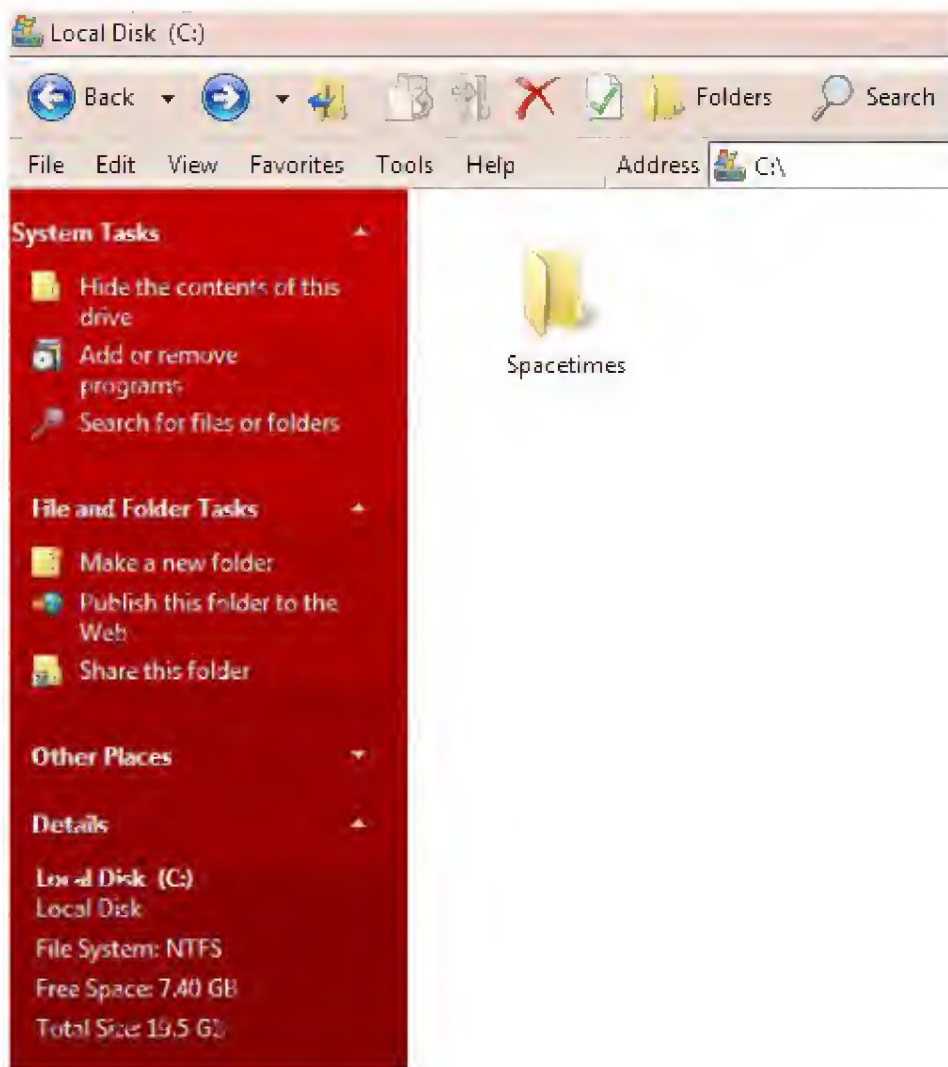 Local Disk (C:)
Back Folders Search
File Edit View Favorites Tools Help Address C:\
System Tasks
Hide the contents of this
drive
Add or remove
programs
Search for files or folders
File and Folder Tasks
Make a new folder
Publish this folder to the
Web
Share this folder
Other Places
Details
Local Disk (C:)
Local Disk
File System: NTFS
Free Space: 7.40 GB
Total Size: 19.5 GB
Spacetimes